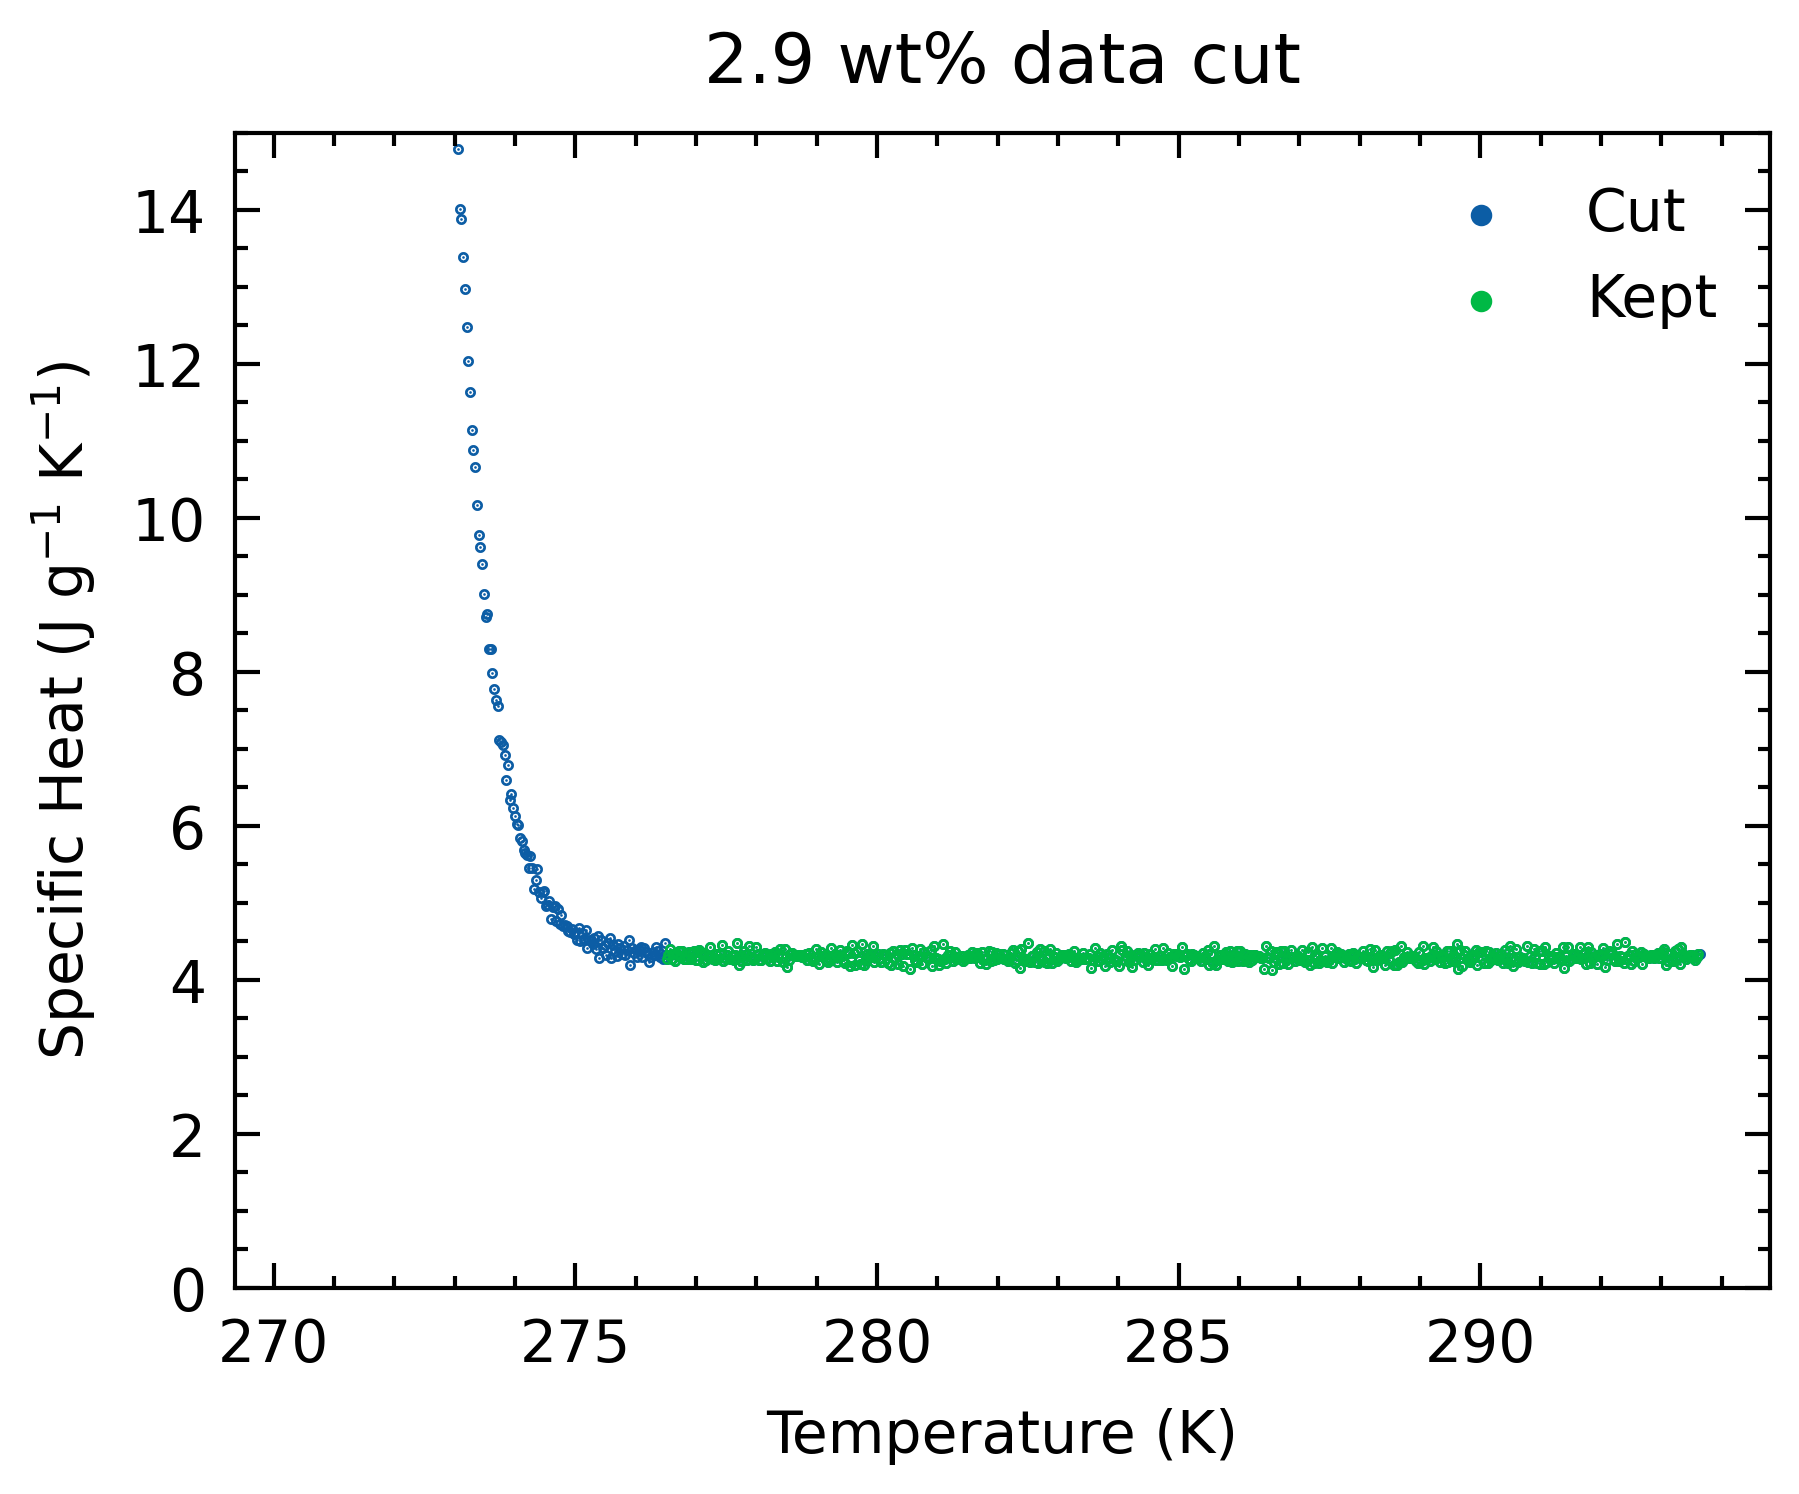 2.9 wt% data cut
Cut
Kept
14
12
10
8
6
4
2
0
270 275 280 285 290
Temperature (K)
Specific Heat (J g⁻¹ K⁻¹)